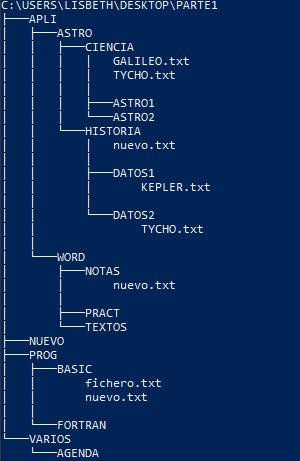 C:\USERS\LISBETH\DESKTOP\PARTE1
├───APLI
│   ├───ASTRO
│   │   ├───CIENCIA
│   │   │   │   GALILEO.txt
│   │   │   │   TYCHO.txt
│   │   │   │
│   │   │   ├───ASTRO1
│   │   │   └───ASTRO2
│   │   └───HISTORIA
│   │       │   nuevo.txt
│   │       │
│   │       ├───DATOS1
│   │       │       KEPLER.txt
│   │       │
│   │       └───DATOS2
│   │               TYCHO.txt
│   │
│   └───WORD
│       ├───NOTAS
│       │       nuevo.txt
│       │
│       ├───PRACT
│       └───TEXTOS
├───NUEVO
├───PROG
│   ├───BASIC
│   │       fichero.txt
│   │       nuevo.txt
│   │
│   └───FORTRAN
└───VARIOS
    └───AGENDA